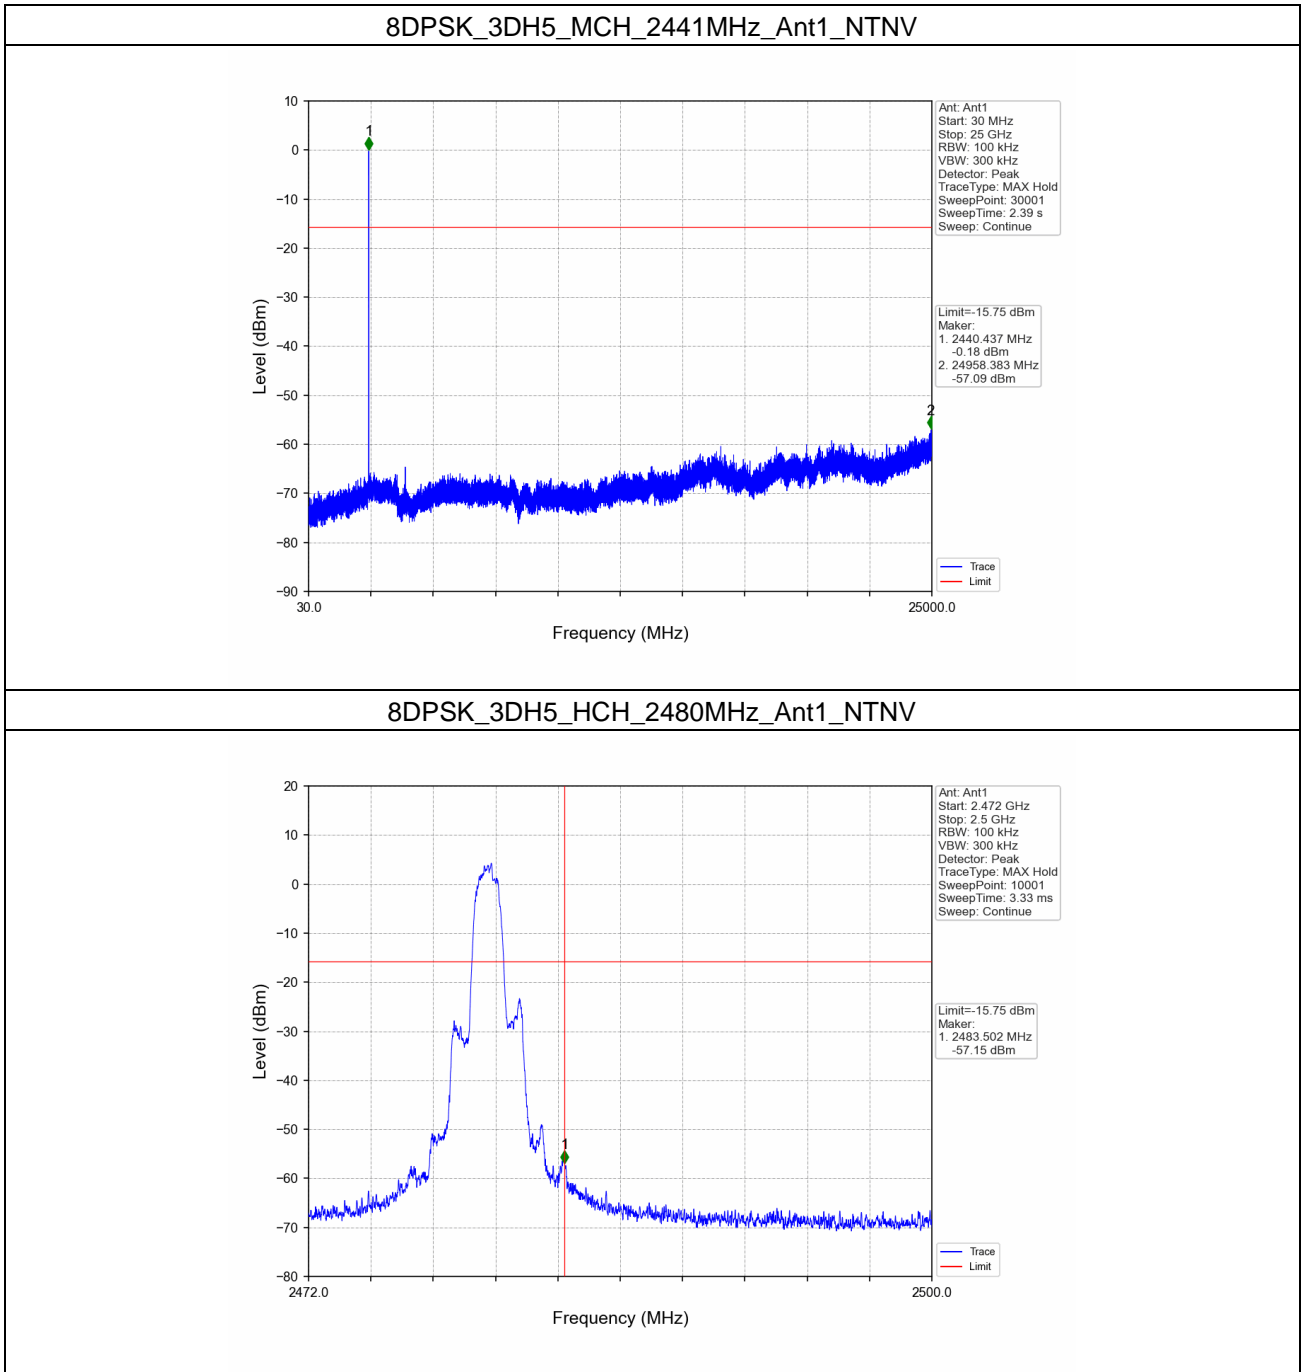 8DPSK_3DH5_MCH_2441MHz_Ant1_NTNV
10
0
−10
−20
−30
−40
−50
−60
−70
−80
−90
Level (dBm)
1
2
30.0
25000.0
Frequency (MHz)
Ant: Ant1
Start: 30 MHz
Stop: 25 GHz
RBW: 100 kHz
VBW: 300 kHz
Detector: Peak
TraceType: MAX Hold
SweepPoint: 30001
SweepTime: 2.39 s
Sweep: Continue
Limit=-15.75 dBm
Maker:
1. 2440.437 MHz
-0.18 dBm
2. 24958.383 MHz
-57.09 dBm
Trace
Limit
8DPSK_3DH5_HCH_2480MHz_Ant1_NTNV
20
10
0
−10
−20
−30
−40
−50
−60
−70
−80
Level (dBm)
1
2472.0
2500.0
Frequency (MHz)
Ant: Ant1
Start: 2.472 GHz
Stop: 2.5 GHz
RBW: 100 kHz
VBW: 300 kHz
Detector: Peak
TraceType: MAX Hold
SweepPoint: 10001
SweepTime: 3.33 ms
Sweep: Continue
Limit=-15.75 dBm
Maker:
1. 2483.502 MHz
-57.15 dBm
Trace
Limit